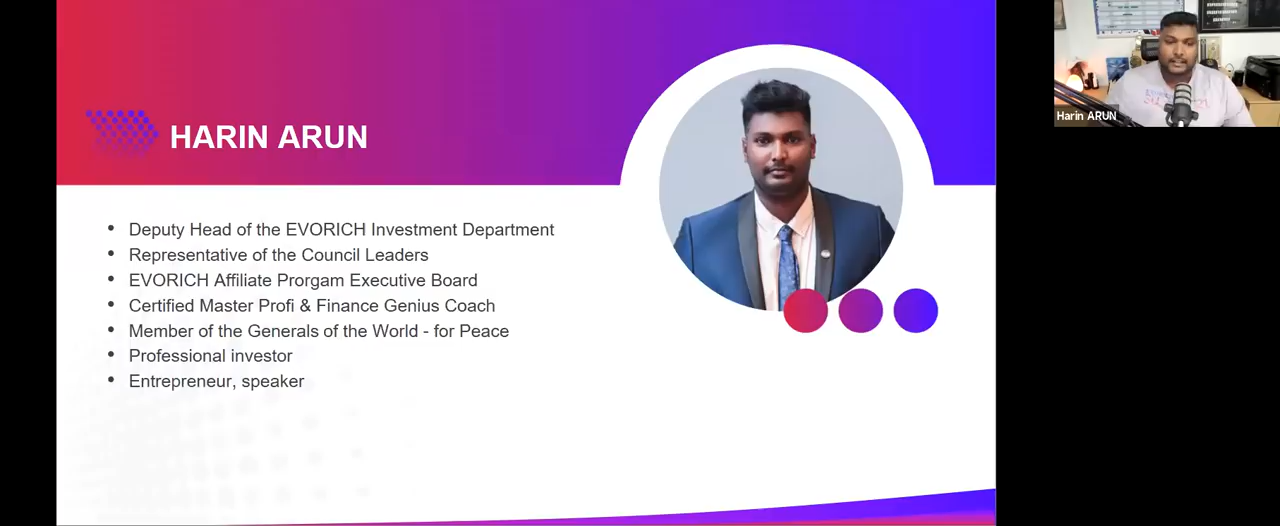 HARIN ARUN
Deputy Head of the EVORICH Investment Department
Representative of the Council Leaders
EVORICH Affiliate Prorgam Executive Board
Certified Master Profi & Finance Genius Coach
Member of the Generals of the World - for Peace
Professional investor
Entrepreneur, speaker
Harin ARUN